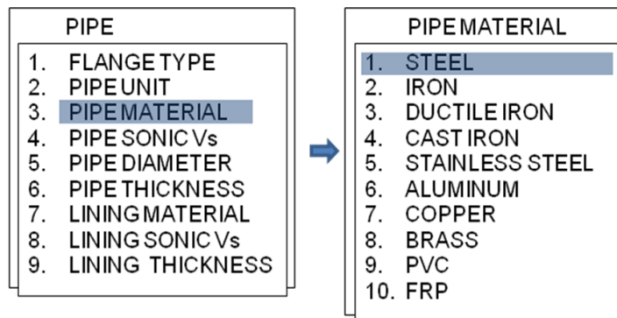 PIPE
1. FLANGE TYPE
2. PIPE UNIT
3. PIPE MATERIAL
4. PIPE SONIC Vs
5. PIPE DIAMETER
6. PIPE THICKNESS
7. LINING MATERIAL
8. LINING SONIC Vs
9. LINING THICKNESS
PIPE MATERIAL
1. STEEL
2. IRON
3. DUCTILE IRON
4. CAST IRON
5. STAINLESS STEEL
6. ALUMINUM
7. COPPER
8. BRASS
9. PVC
10. FRP